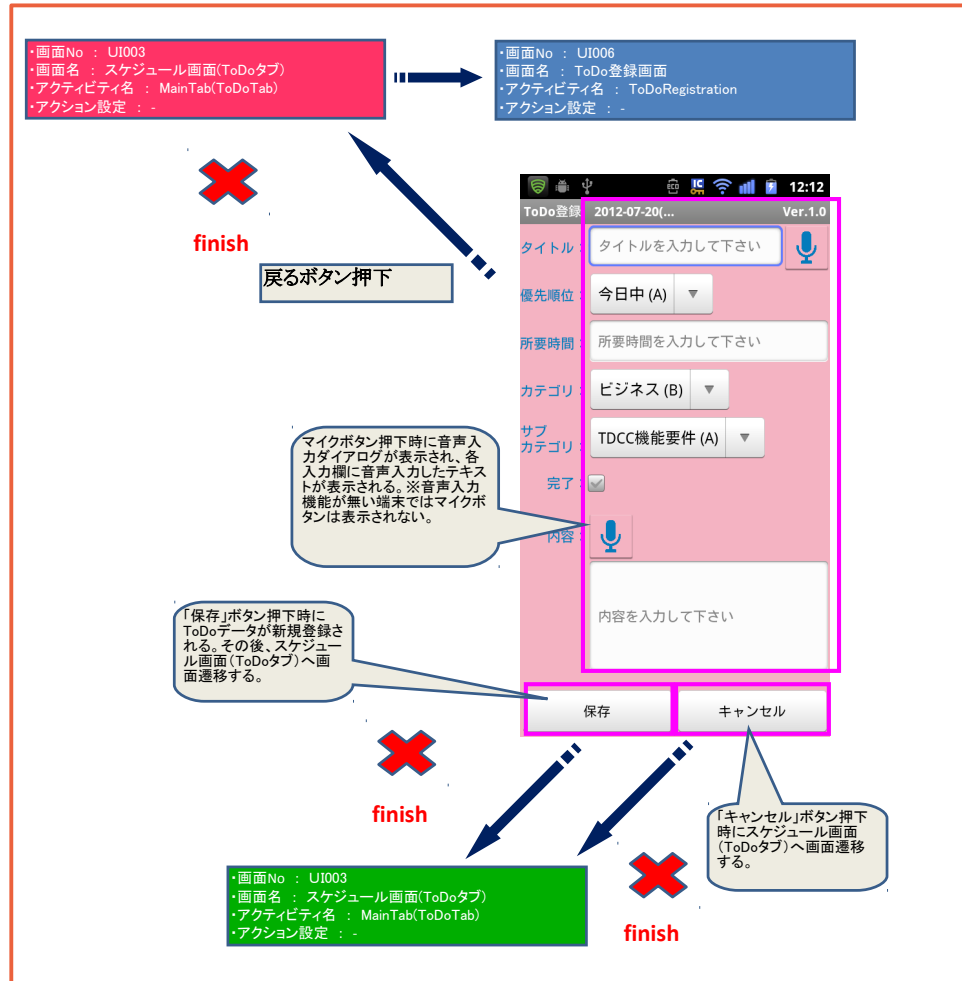 ・画面No ： UI003
・画面名 ： スケジュール画面(ToDoタブ)
・アクティビティ名 ： MainTab(ToDoTab)
・アクション設定 ： -
・画面No ： UI006
・画面名 ： ToDo登録画面
・アクティビティ名 ： ToDoRegistration
・アクション設定 ： -
finish
戻るボタン押下
ECO IC 12:12
ToDo登録 2012-07-20(... Ver.1.0
タイトル： タイトルを入力して下さい
優先順位： 今日中 (A)
所要時間： 所要時間を入力して下さい
カテゴリ： ビジネス (B)
サブ
カテゴリ： TDCC機能要件 (A)
完了：
内容：
内容を入力して下さい
保存 キャンセル
マイクボタン押下時に音声入
力ダイアログが表示され、各
入力欄に音声入力したテキス
トが表示される。※音声入力
機能が無い端末ではマイクボ
タンは表示されない。
「保存」ボタン押下時に
ToDoデータが新規登録さ
れる。その後、スケジュー
ル画面（ToDoタブ）へ画
面遷移する。
finish
「キャンセル」ボタン押下
時にスケジュール画面
（ToDoタブ）へ画面遷移
する。
finish
・画面No ： UI003
・画面名 ： スケジュール画面(ToDoタブ)
・アクティビティ名 ： MainTab(ToDoTab)
・アクション設定 ： -